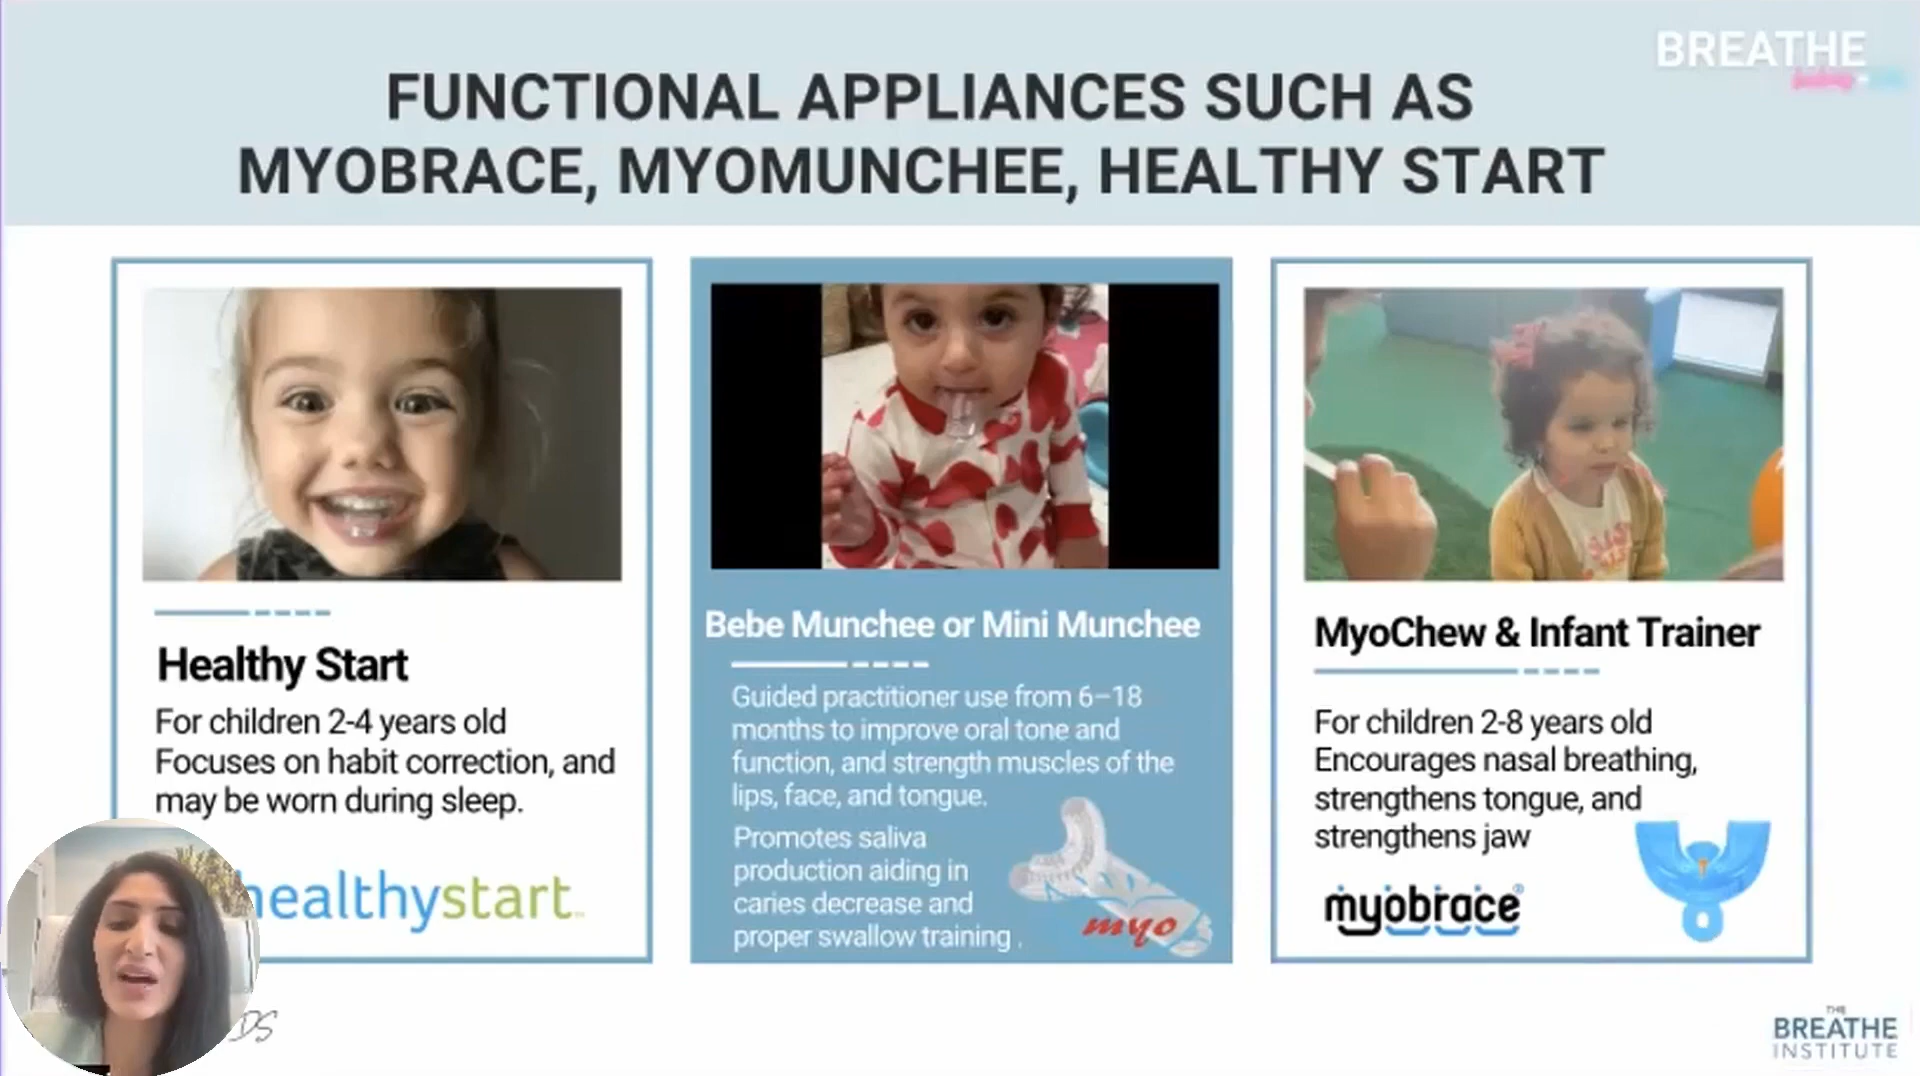 BREATHE
FUNCTIONAL APPLIANCES SUCH AS
MYOBRACE, MYOMUNCHEE, HEALTHY START
Healthy Start
For children 2-4 years old
Focuses on habit correction, and
may be worn during sleep.
healthystart
Bebe Munchee or Mini Munchee
Guided practitioner use from 6–18
months to improve oral tone and
function, and strength muscles of the
lips, face, and tongue.
Promotes saliva
production aiding in
caries decrease and
proper swallow training .
myo
MyoChew & Infant Trainer
For children 2-8 years old
Encourages nasal breathing,
strengthens tongue, and
strengthens jaw
myobrace®
DS
THE
BREATHE
INSTITUTE